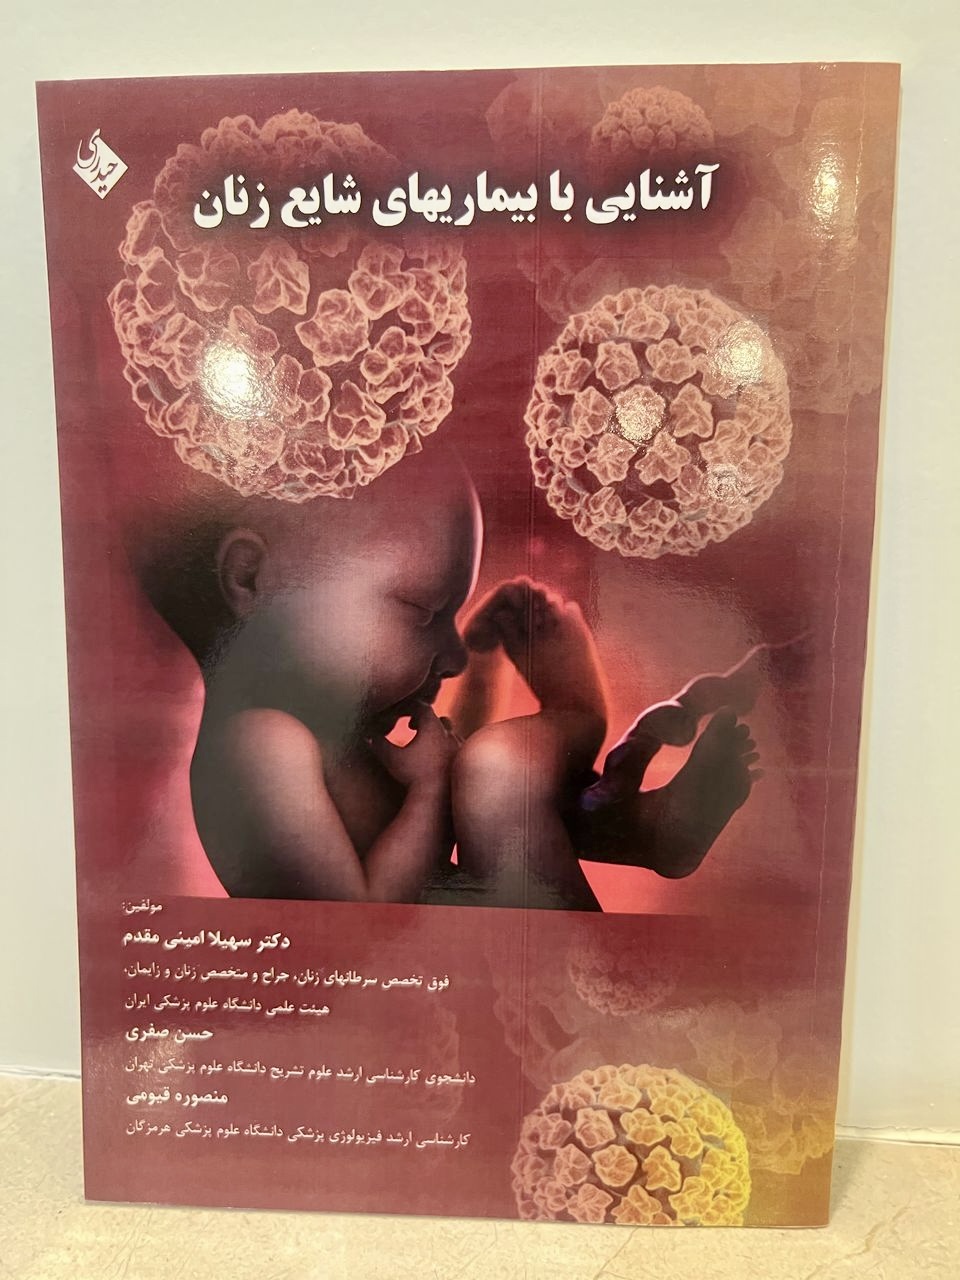 حیدری
آشنایی با بیماریهای شایع زنان
مولفین:
دکتر سهیلا امینی مقدم
فوق تخصص سرطانهای زنان، جراح و متخصص زنان و زایمان،
هیئت علمی دانشگاه علوم پزشکی ایران
حسن صفری
دانشجوی کارشناسی ارشد علوم تشریح دانشگاه علوم پزشکی تهران
منصوره قیومی
کارشناسی ارشد فیزیولوژی پزشکی دانشگاه علوم پزشکی هرمزگان